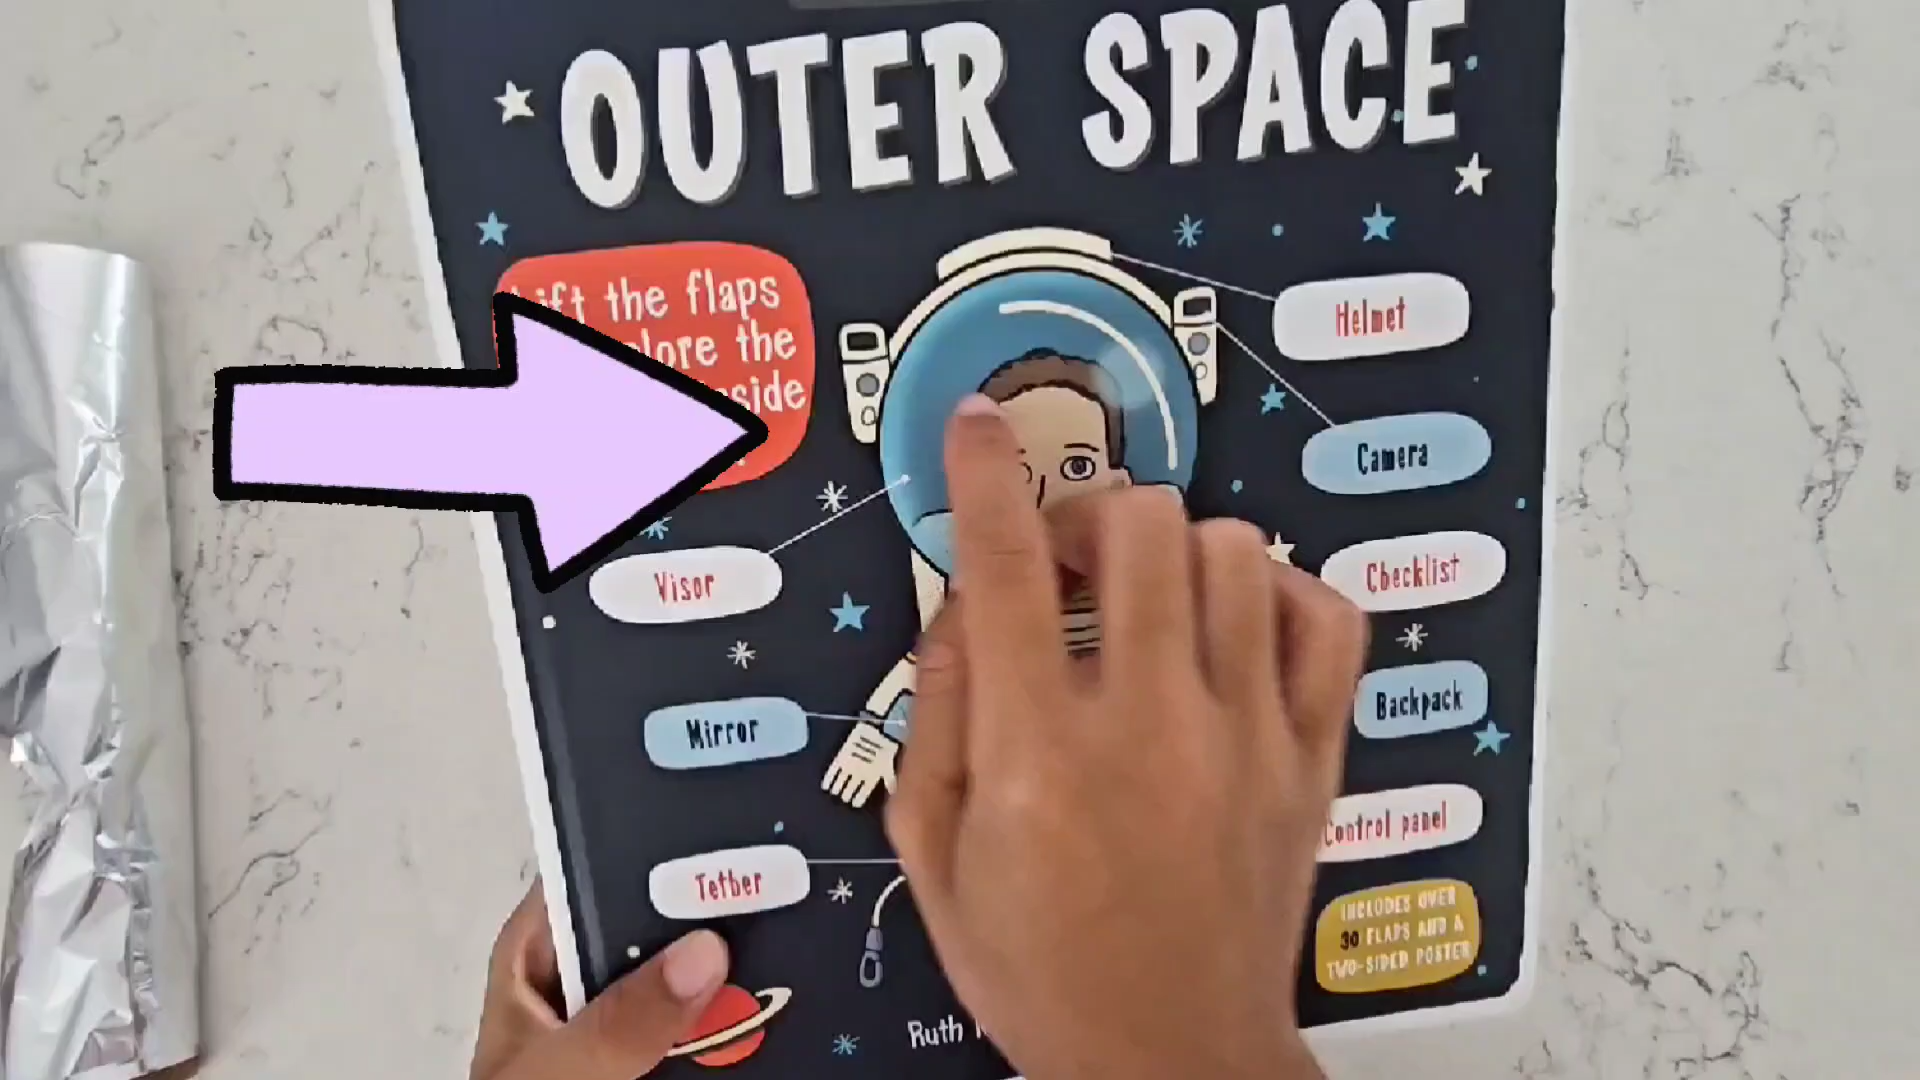 OUTER SPACE
the flaps
the
Helmet
Camera
Visor
Checklist
Mirror
Backpack
Control panel
Tether
INCLUDES OVER
30 FLAPS AND A
TWO-SIDED POSTER
Ruth